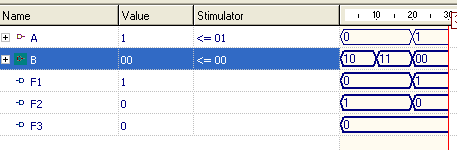 Name Value Stimulator 10 20 30
A 1 <= 01 0 1
B 00 <= 00 10 11 00
F1 1 0 1
F2 0 1 0
F3 0 0